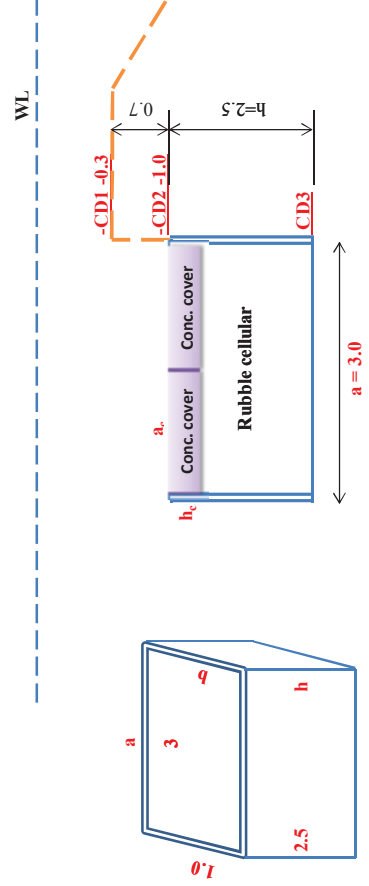 WL
-CD1 -0.3
0.7
-CD2 -1.0
h=2.5
CD3
a꜀
h꜀
Conc. cover
Conc. cover
Rubble cellular
a = 3.0
a
3
b
1.0
2.5
h